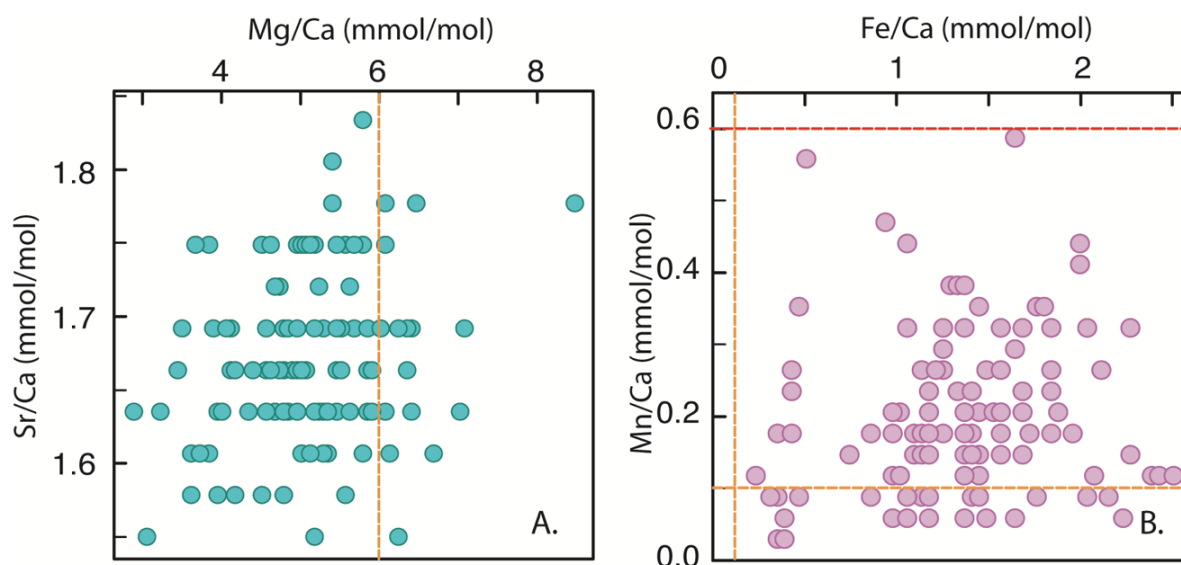 Mg/Ca (mmol/mol)
4 6 8
Sr/Ca (mmol/mol)
1.8
1.7
1.6
A.
Fe/Ca (mmol/mol)
0 1 2
Mn/Ca (mmol/mol)
0.6
0.4
0.2
0.0
B.